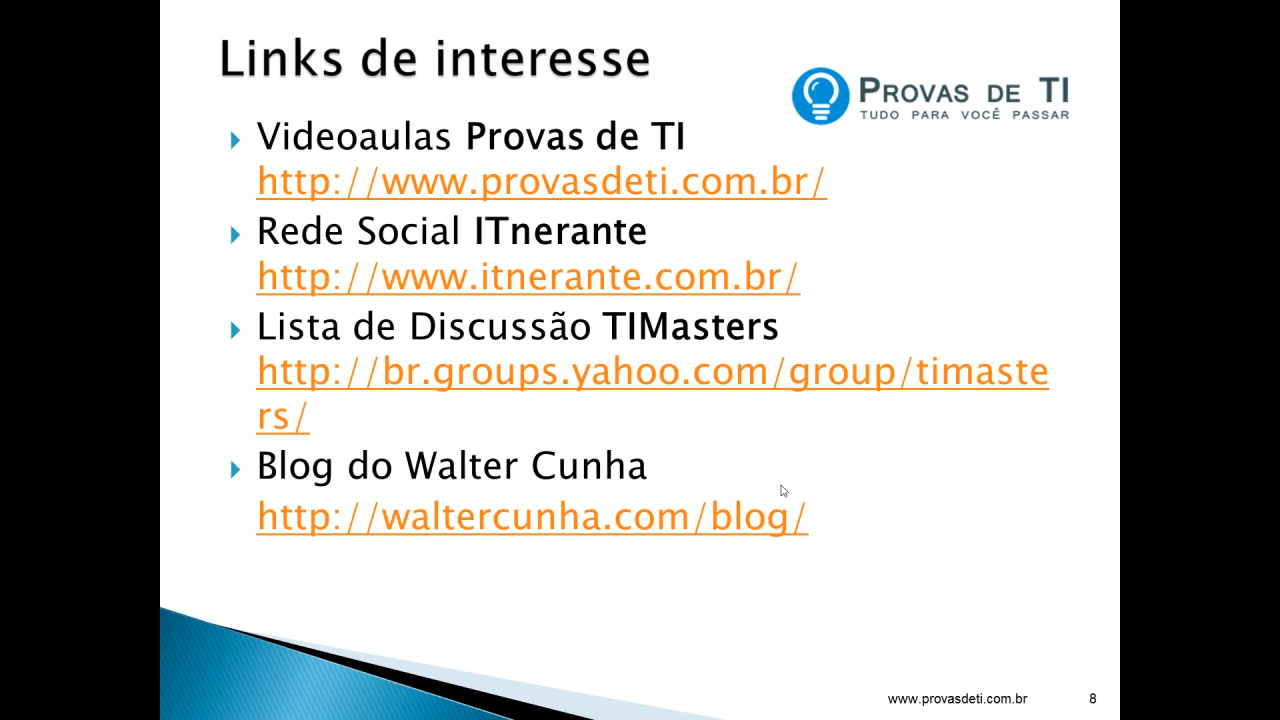 Links de interesse
PROVAS DE TI
TUDO PARA VOCÊ PASSAR
Videoaulas Provas de TI
http://www.provasdeti.com.br/
Rede Social ITnerante
http://www.itnerante.com.br/
Lista de Discussão TIMasters
http://br.groups.yahoo.com/group/timaste
rs/
Blog do Walter Cunha
http://waltercunha.com/blog/
www.provasdeti.com.br
8